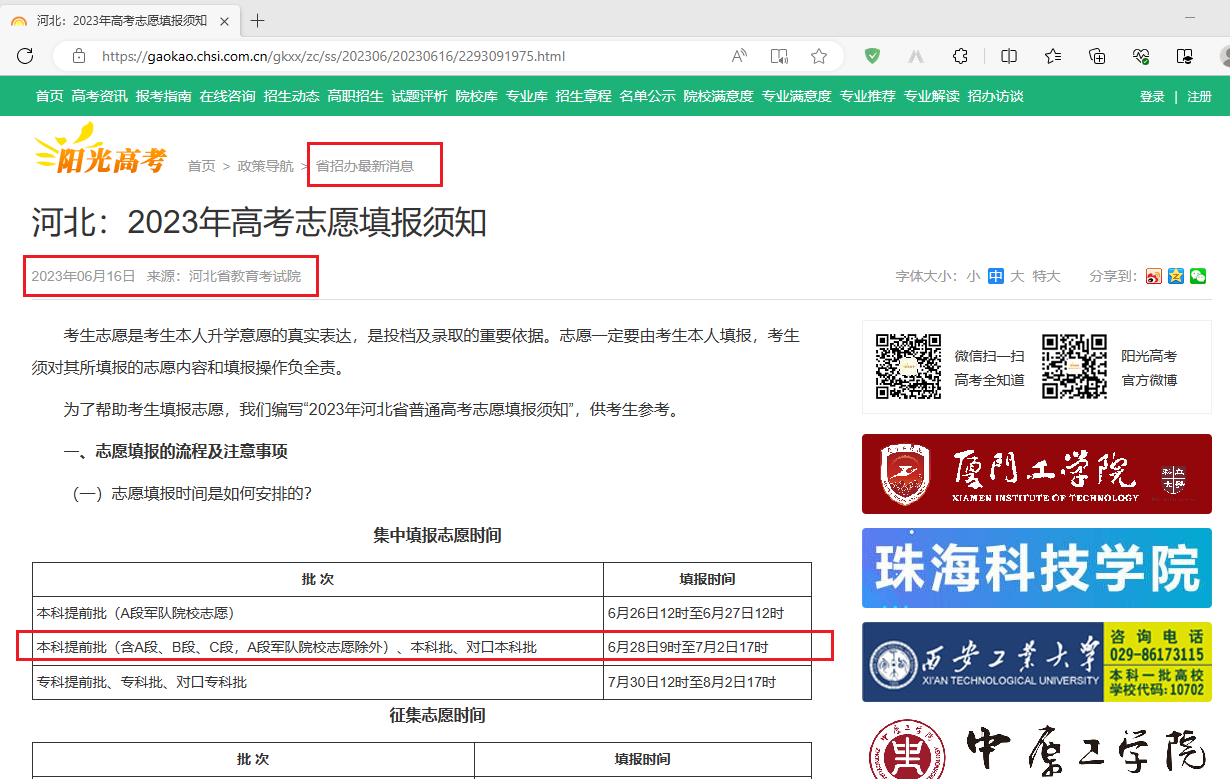 河北：2023年高考志愿填报须知
https://gaokao.chsi.com.cn/gkxx/zc/ss/202306/20230616/2293091975.html
首页 高考资讯 报考指南 在线咨询 招生动态 高职招生 试题评析 院校库 专业库 招生章程 名单公示 院校满意度 专业满意度 专业推荐 专业解读 招办访谈 登录 | 注册
阳光高考
首页 > 政策导航 > 省招办最新消息
河北：2023年高考志愿填报须知
2023年06月16日 来源：河北省教育考试院
字体大小：小 中 大 特大 分享到：
考生志愿是考生本人升学意愿的真实表达，是投档及录取的重要依据。志愿一定要由考生本人填报，考生
须对其所填报的志愿内容和填报操作负全责。
为了帮助考生填报志愿，我们编写“2023年河北省普通高考志愿填报须知”，供考生参考。
一、志愿填报的流程及注意事项
（一）志愿填报时间是如何安排的？
集中填报志愿时间
批 次 填报时间
本科提前批（A段军队院校志愿） 6月26日12时至6月27日12时
本科提前批（含A段、B段、C段，A段军队院校志愿除外）、本科批、对口本科批 6月28日9时至7月2日17时
专科提前批、专科批、对口专科批 7月30日12时至8月2日17时
征集志愿时间
批 次 填报时间
微信扫一扫
高考全知道
阳光高考
官方微博
厦门工学院
XIAMEN INSTITUTE OF TECHNOLOGY
珠海科技学院
西安工业大学
XI'AN TECHNOLOGICAL UNIVERSITY
咨询电话
029-86173115
本科一批高校
学校代码：10702
中原工学院